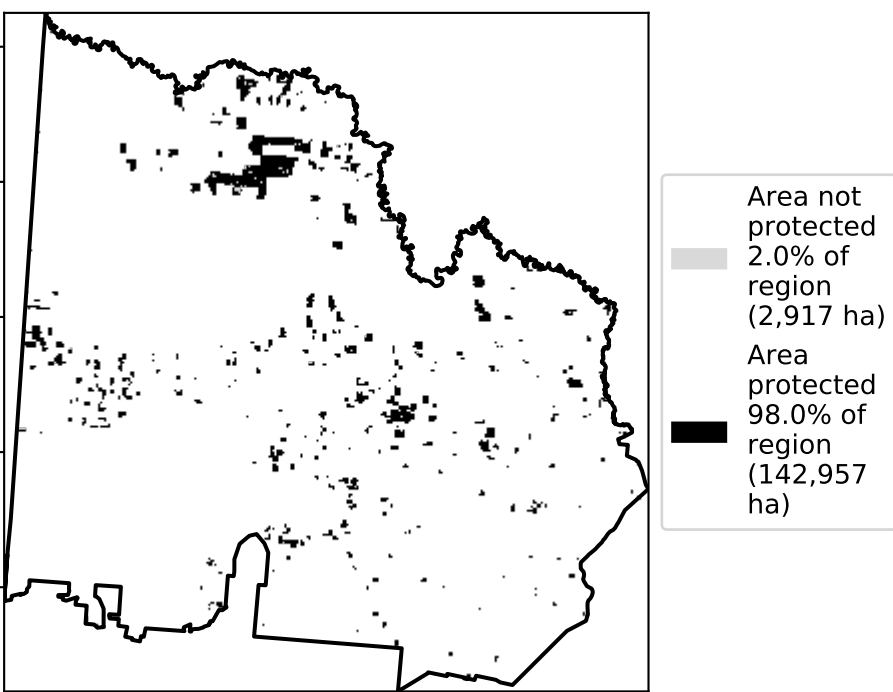 Area not
protected
2.0% of
region
(2,917 ha)
Area
protected
98.0% of
region
(142,957
ha)